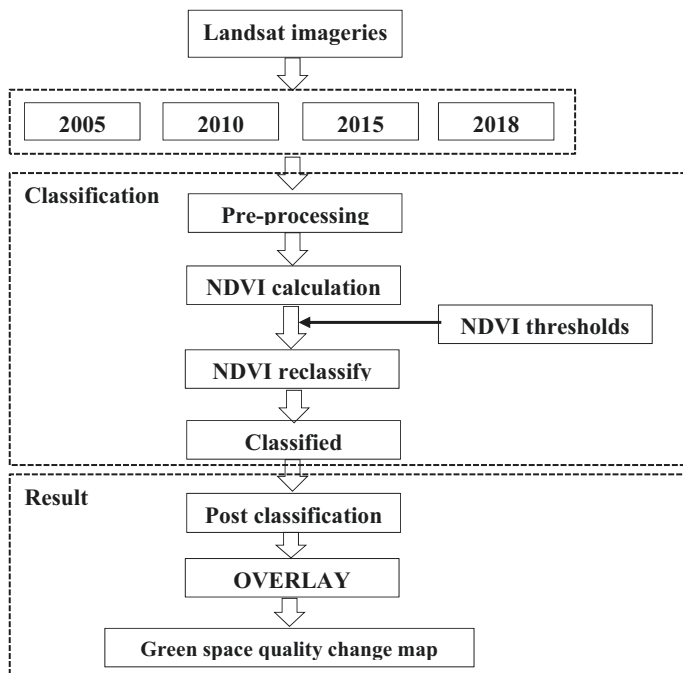 Landsat imageries
2005 2010 2015 2018
Classification
Pre-processing
NDVI calculation
NDVI thresholds
NDVI reclassify
Classified
Result
Post classification
OVERLAY
Green space quality change map